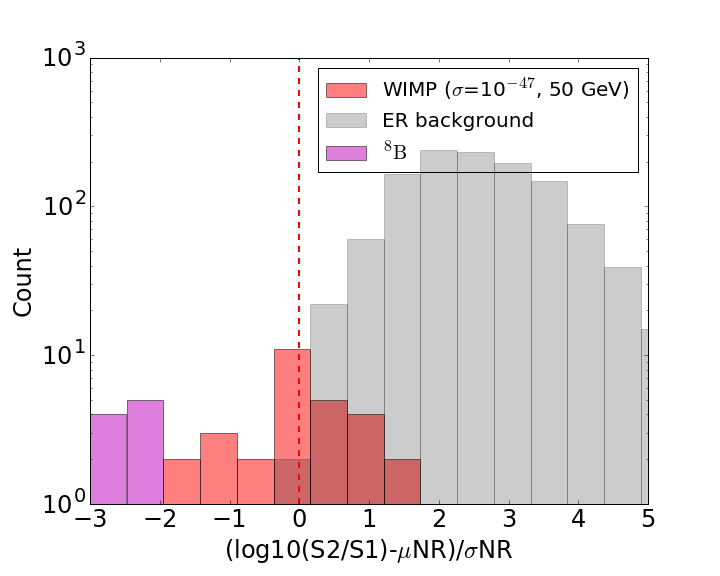 10³
10²
10¹
10⁰
Count
WIMP (σ=10⁻⁴⁷, 50 GeV)
ER background
⁸B
−3 −2 −1 0 1 2 3 4 5
(log10(S2/S1)-μNR)/σNR